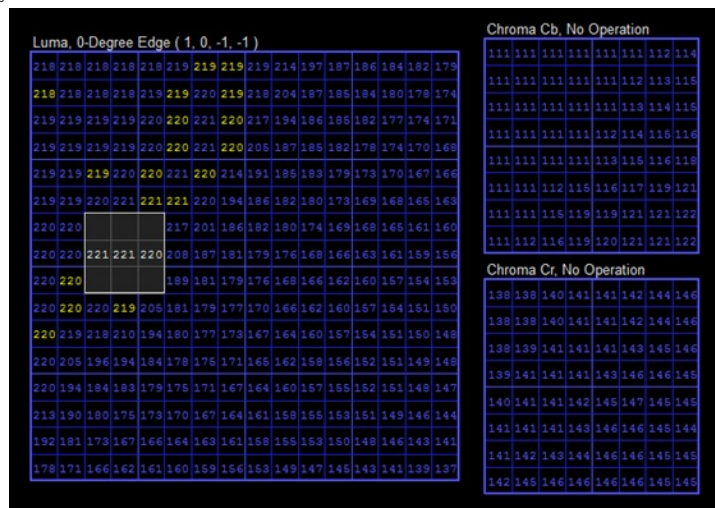 Luma, 0-Degree Edge ( 1, 0, -1, -1 )
218 218 218 218 218 219 219 219 219 214 197 187 186 184 182 179
218 218 218 218 219 219 220 219 218 204 187 185 184 180 178 174
219 219 219 219 220 220 221 220 217 194 186 185 182 177 174 171
219 219 219 219 220 220 221 220 205 187 185 182 178 174 170 168
219 219 219 220 220 221 220 214 191 185 183 179 173 170 167 166
219 219 220 221 221 221 220 194 186 182 180 173 169 168 165 163
220 220 217 201 186 182 180 174 169 168 165 161 160
220 220 221 221 220 208 187 181 179 176 168 166 163 161 159 156
220 220 189 181 179 176 168 166 162 160 157 154 153
220 220 220 219 205 181 179 177 170 166 162 160 157 154 151 150
220 219 218 210 194 180 177 173 167 164 160 157 154 151 150 148
220 205 196 194 184 178 175 171 165 162 158 156 152 151 149 148
220 194 184 183 179 175 171 167 164 160 157 155 152 151 148 147
213 190 180 175 173 170 167 164 161 158 155 153 151 149 146 144
192 181 173 167 166 164 163 161 158 155 153 150 148 146 143 141
178 171 166 162 161 160 159 156 153 149 147 145 143 141 139 137
Chroma Cb, No Operation
111 111 111 111 111 111 112 114
111 111 111 111 111 112 113 115
111 111 111 111 111 113 114 115
111 111 111 111 112 114 115 116
111 111 111 111 113 115 116 118
111 111 112 115 116 117 119 121
111 111 115 119 119 121 121 122
111 112 116 119 120 121 121 122
Chroma Cr, No Operation
138 138 140 141 141 142 144 146
138 138 140 141 141 142 144 146
138 139 141 141 141 143 145 146
139 141 141 141 143 146 146 145
140 141 141 142 145 147 145 145
141 141 141 143 146 146 145 144
141 142 143 144 146 146 145 145
142 145 146 146 146 145 145 145